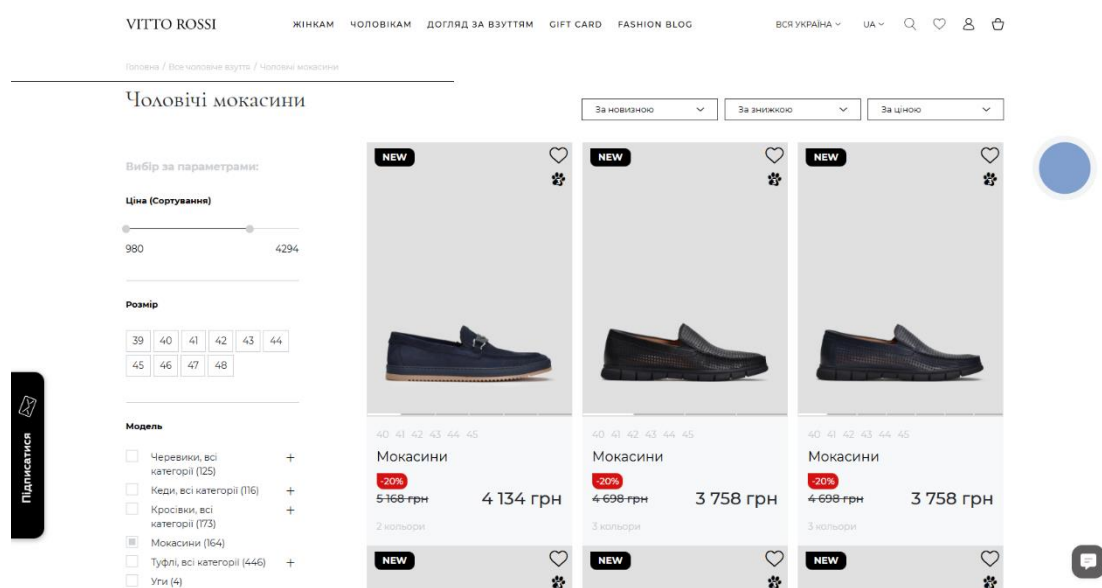 VITTO ROSSI
ЖІНКАМ ЧОЛОВІКАМ ДОГЛЯД ЗА ВЗУТТЯМ GIFT CARD FASHION BLOG
ВСЯ УКРАЇНА UA
Головна / Все чоловіче взуття / Чоловічі мокасини
Чоловічі мокасини
За новизною За знижкою За ціною
Вибір за параметрами:
Ціна (Сортування)
980 4294
Розмір
39 40 41 42 43 44
45 46 47 48
Модель
Черевики, всі
категорії (125)
Кеди, всі категорії (116)
Кросівки, всі
категорії (173)
Мокасини (164)
Туфлі, всі категорії (446)
Уги (4)
Підписатися
NEW
40 41 42 43 44 45
Мокасини
-20%
5 168 грн 4 134 грн
2 кольори
NEW
40 41 42 43 44 45
Мокасини
-20%
4 698 грн 3 758 грн
3 кольори
NEW
40 41 42 43 44 45
Мокасини
-20%
4 698 грн 3 758 грн
3 кольори
NEW NEW NEW